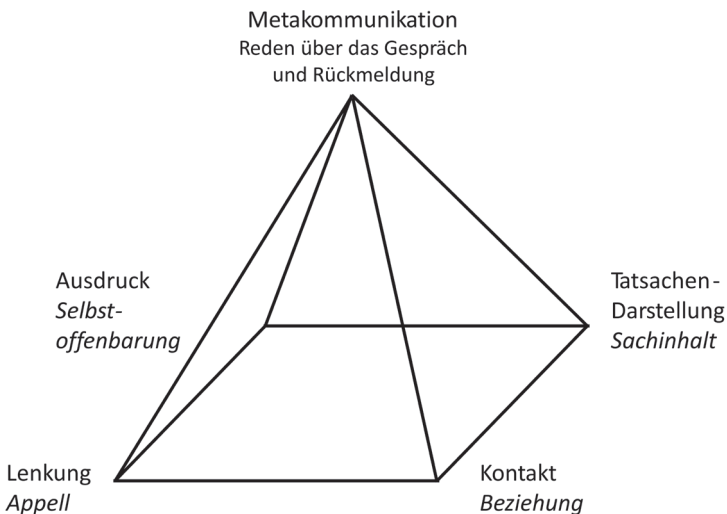 Metakommunikation
Reden über das Gespräch
und Rückmeldung
Ausdruck
Selbst-
offenbarung
Tatsachen-
Darstellung
Sachinhalt
Lenkung
Appell
Kontakt
Beziehung